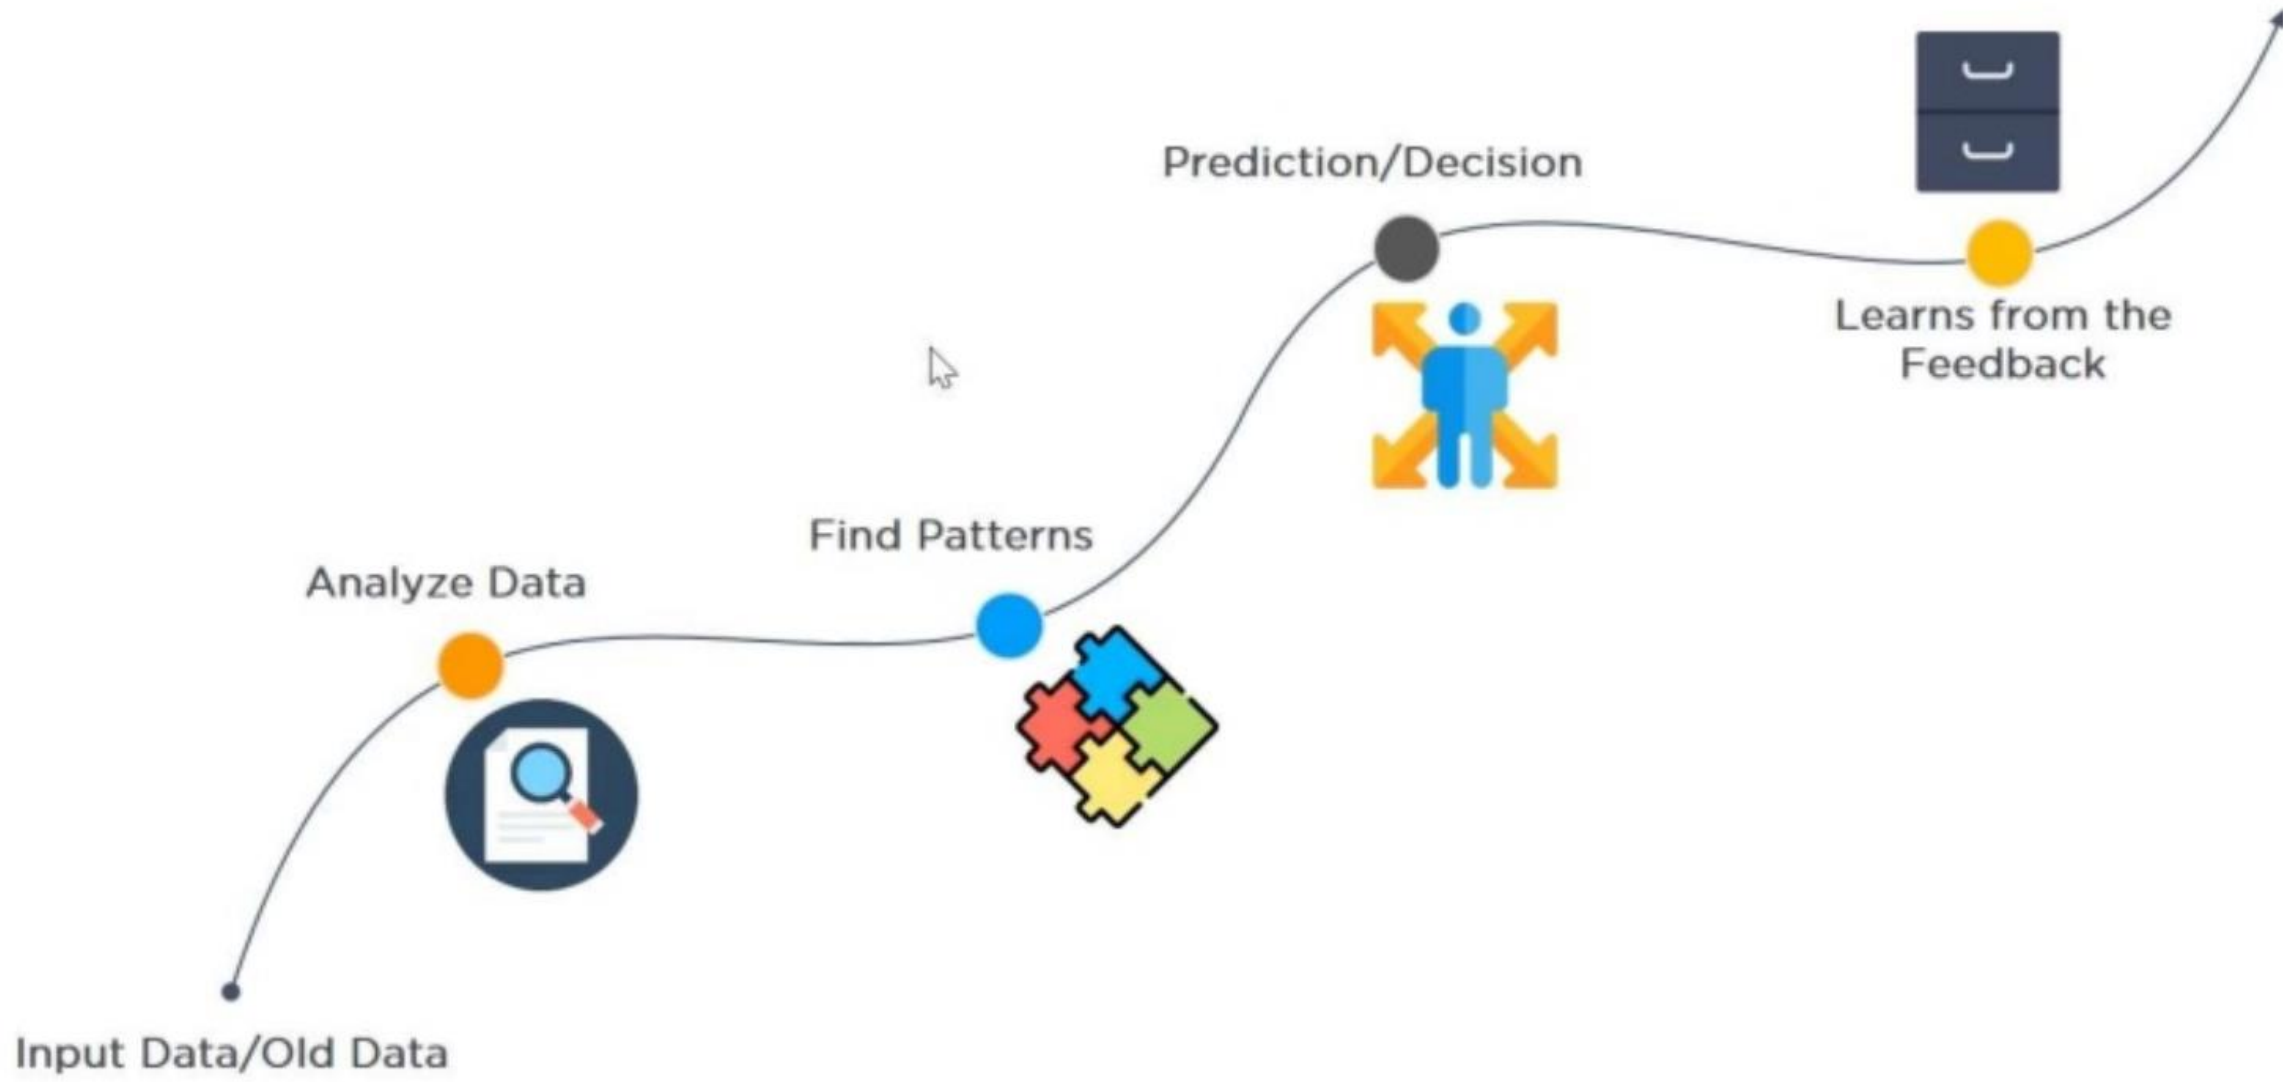 Prediction/Decision
Learns from the
Feedback
Find Patterns
Analyze Data
Input Data/Old Data